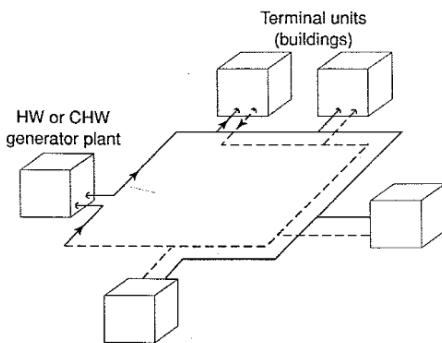 Terminal units
(buildings)
HW or CHW
generator plant